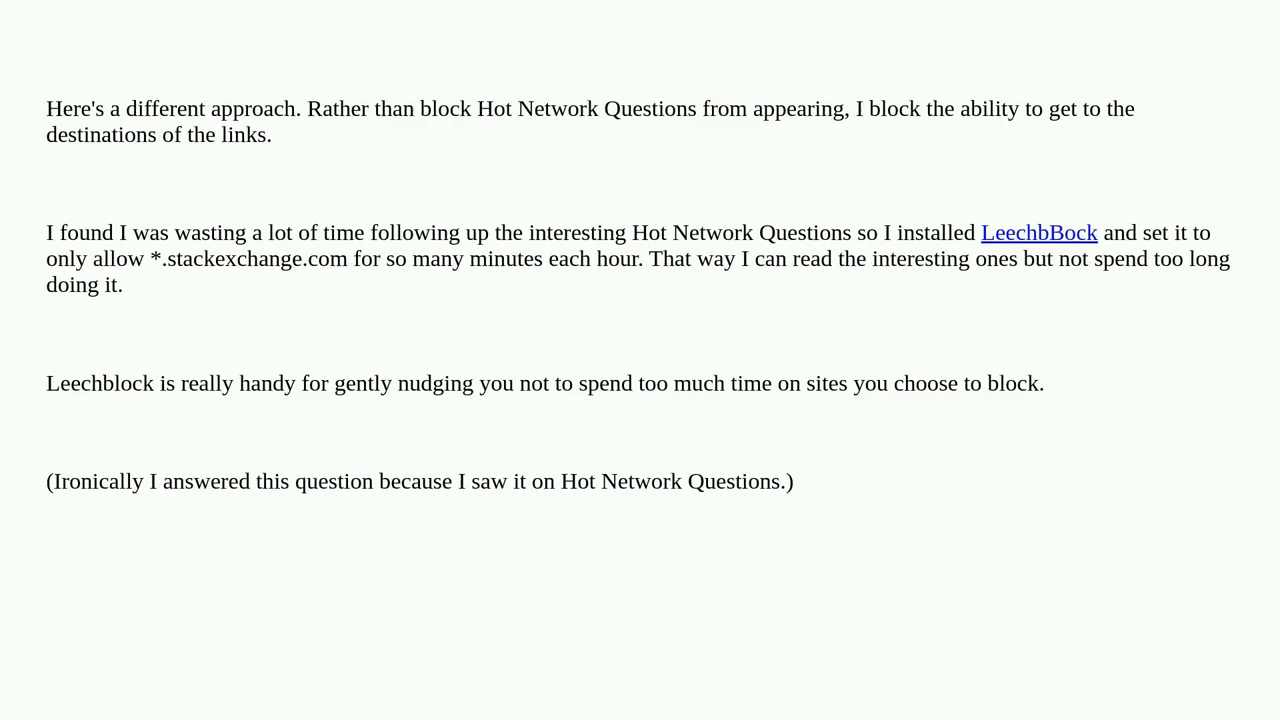 Here's a different approach. Rather than block Hot Network Questions from appearing, I block the ability to get to the
destinations of the links.
I found I was wasting a lot of time following up the interesting Hot Network Questions so I installed LeechbBock and set it to
only allow *.stackexchange.com for so many minutes each hour. That way I can read the interesting ones but not spend too long
doing it.
Leechblock is really handy for gently nudging you not to spend too much time on sites you choose to block.
(Ironically I answered this question because I saw it on Hot Network Questions.)